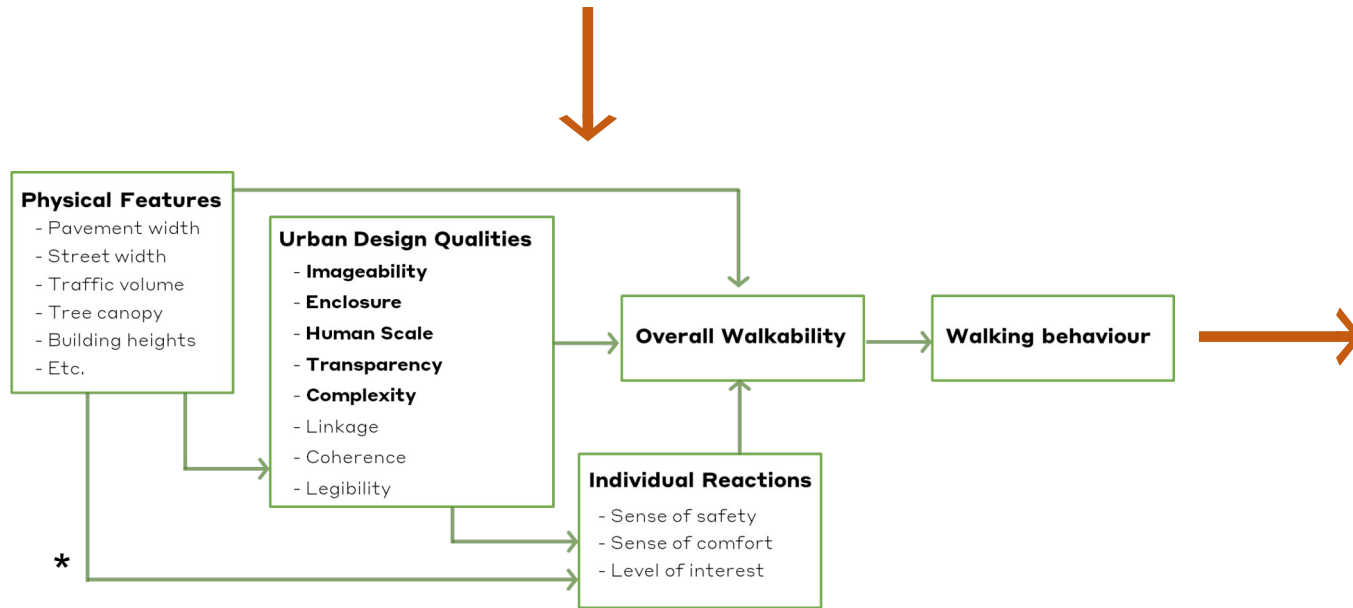 Physical Features
- Pavement width
- Street width
- Traffic volume
- Tree canopy
- Building heights
- Etc.
Urban Design Qualities
- Imageability
- Enclosure
- Human Scale
- Transparency
- Complexity
- Linkage
- Coherence
- Legibility
Overall Walkability
Walking behaviour
Individual Reactions
- Sense of safety
- Sense of comfort
- Level of interest
*